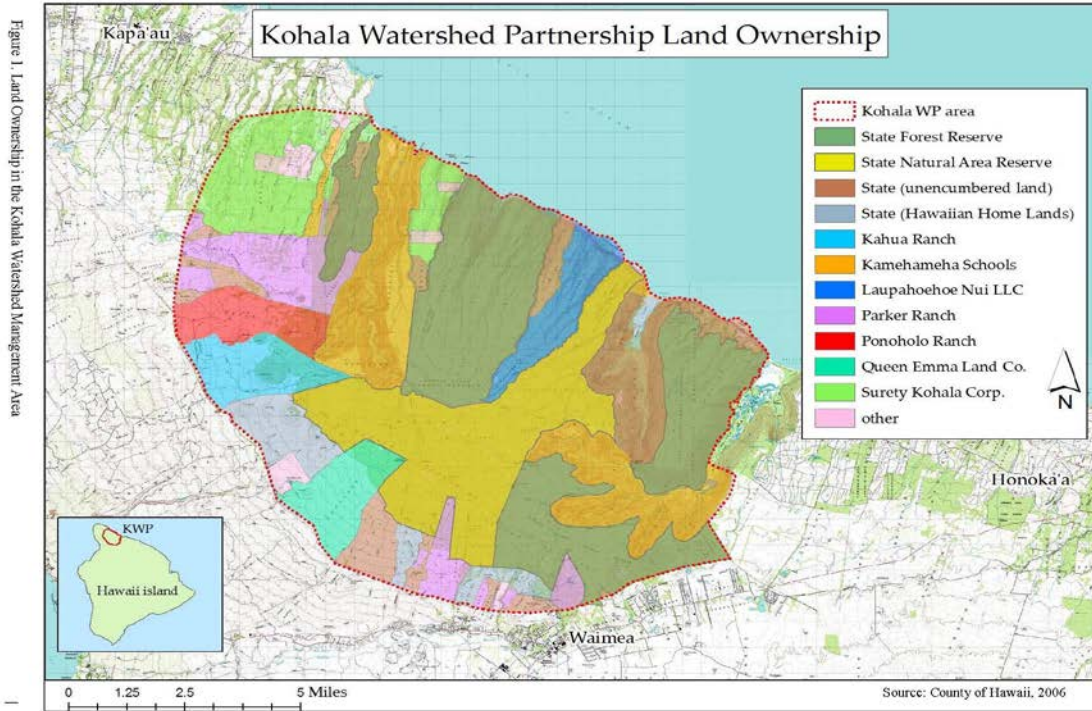 Figure 1. Land Ownership in the Kohala Watershed Management Area
Kohala Watershed Partnership Land Ownership
Kapa'au
Kohala WP area
State Forest Reserve
State Natural Area Reserve
State (unencumbered land)
State (Hawaiian Home Lands)
Kahua Ranch
Kamehameha Schools
Laupahoehoe Nui LLC
Parker Ranch
Ponoholo Ranch
Queen Emma Land Co.
Surety Kohala Corp.
other
N
Honoka'a
KWP
Hawaii island
Waimea
0 1.25 2.5 5 Miles
Source: County of Hawaii, 2006
1